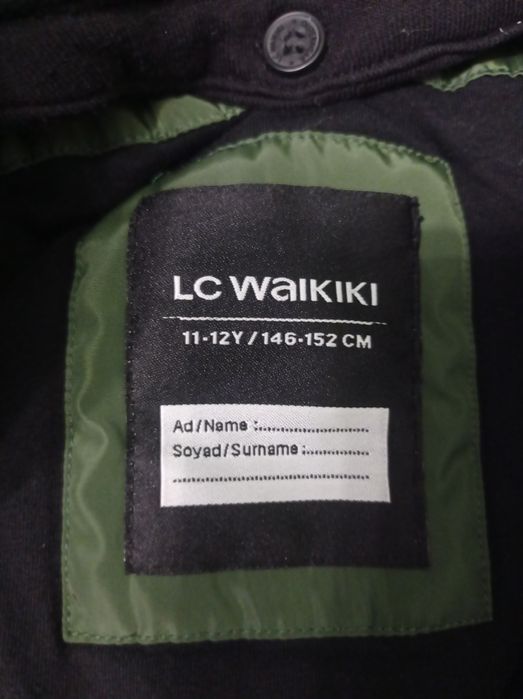 LC WAIKIKI
11-12Y / 146-152 CM
Ad/Name :....................
Soyad/Surname :............
....................................